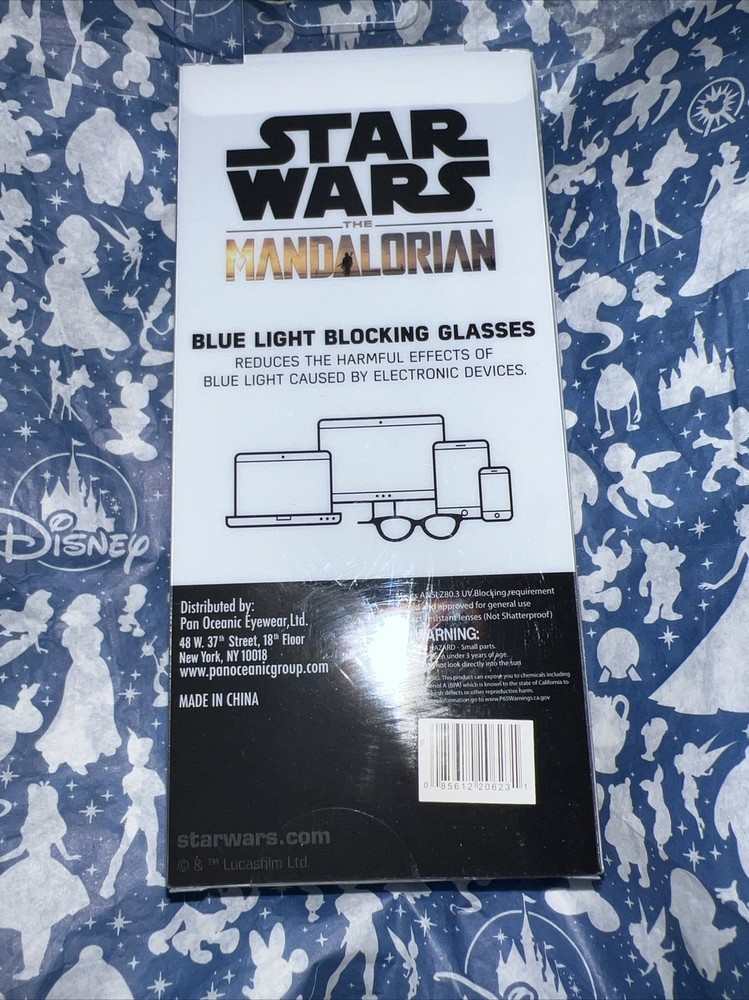 STAR
WARS
™
THE
MANDALORIAN
BLUE LIGHT BLOCKING GLASSES
REDUCES THE HARMFUL EFFECTS OF
BLUE LIGHT CAUSED BY ELECTRONIC DEVICES.
Disney
Distributed by:
Pan Oceanic Eyewear,Ltd.
48 W. 37th Street, 18th Floor
New York, NY 10018
www.panoceanicgroup.com
MADE IN CHINA
Z80.3 UV Blocking requirement
and approved for general use
lenses (Not Shatterproof)
WARNING:
HAZARD - Small parts.
under 3 years of age.
not look directly into the sun
This product can expose you to chemicals including
(BPA) which is known to the state of California to
birth defects or other reproductive harm.
information go to www.P65Warnings.ca.gov
0 85612 20623 1
starwars.com
© & ™ Lucasfilm Ltd.
Disney